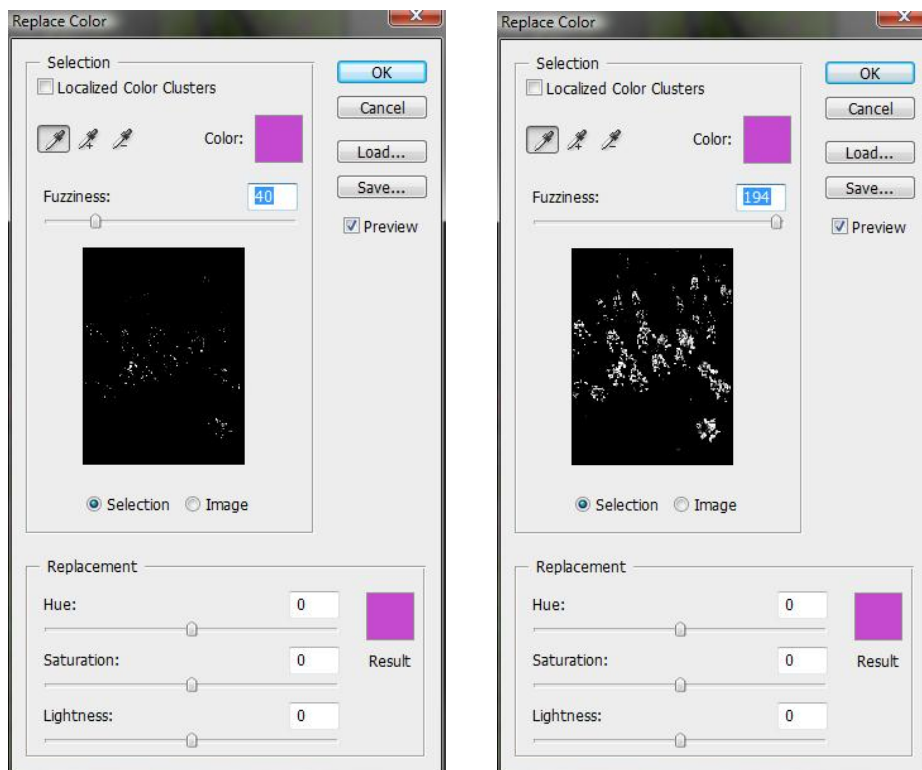 Replace Color
Selection
Localized Color Clusters
OK
Cancel
Color:
Load...
Fuzziness:
40
Save...
Preview
Selection
Image
Replacement
Hue:
0
Saturation:
0
Result
Lightness:
0
Replace Color
Selection
Localized Color Clusters
OK
Cancel
Color:
Load...
Fuzziness:
194
Save...
Preview
Selection
Image
Replacement
Hue:
0
Saturation:
0
Result
Lightness:
0